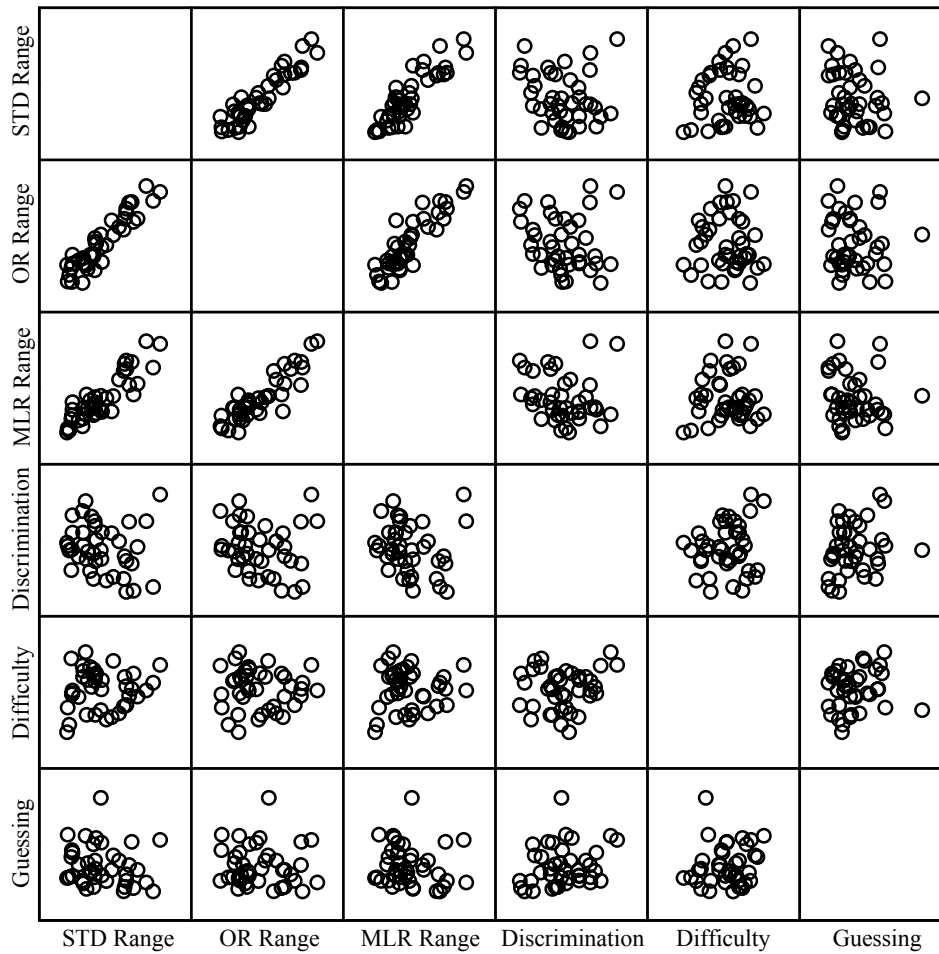 STD Range
OR Range
MLR Range
Discrimination
Difficulty
Guessing
STD Range
OR Range
MLR Range
Discrimination
Difficulty
Guessing